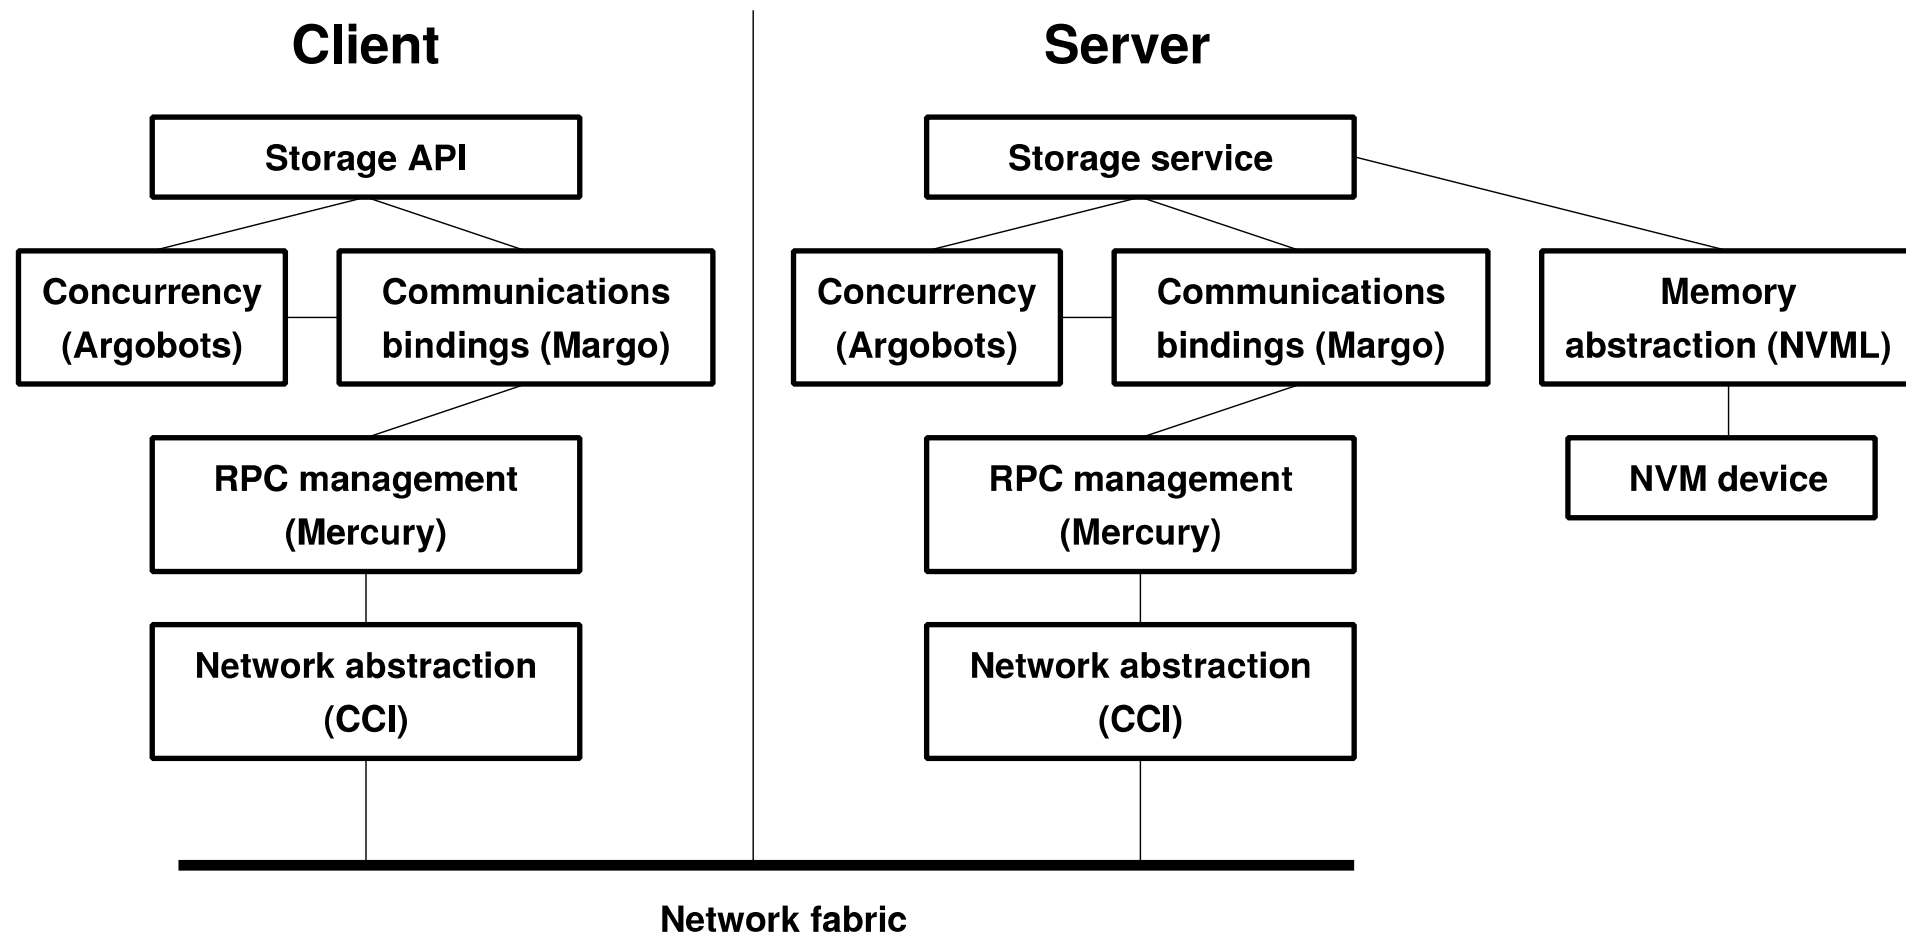 Client
Storage API
Concurrency
(Argobots)
Communications
bindings (Margo)
RPC management
(Mercury)
Network abstraction
(CCI)
Server
Storage service
Concurrency
(Argobots)
Communications
bindings (Margo)
Memory
abstraction (NVML)
RPC management
(Mercury)
NVM device
Network abstraction
(CCI)
Network fabric